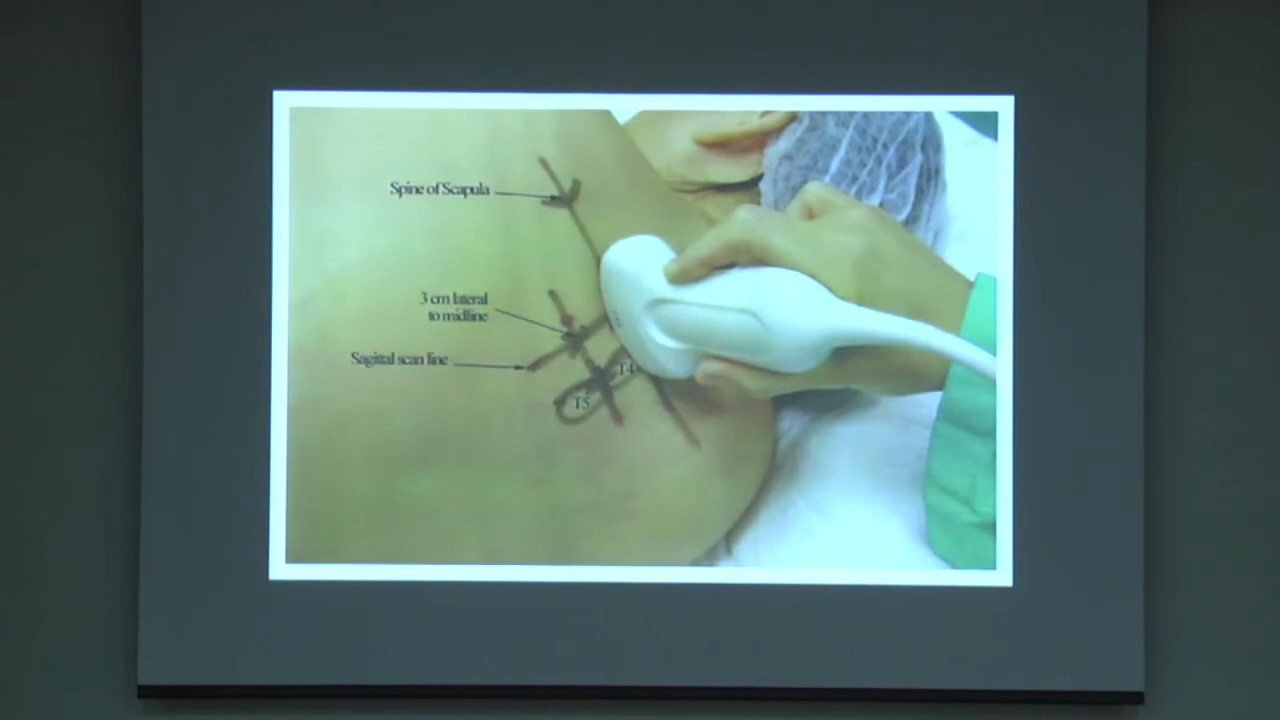 Spine of Scapula
3 cm lateral
to midline
Sagittal scan line
T4
T5